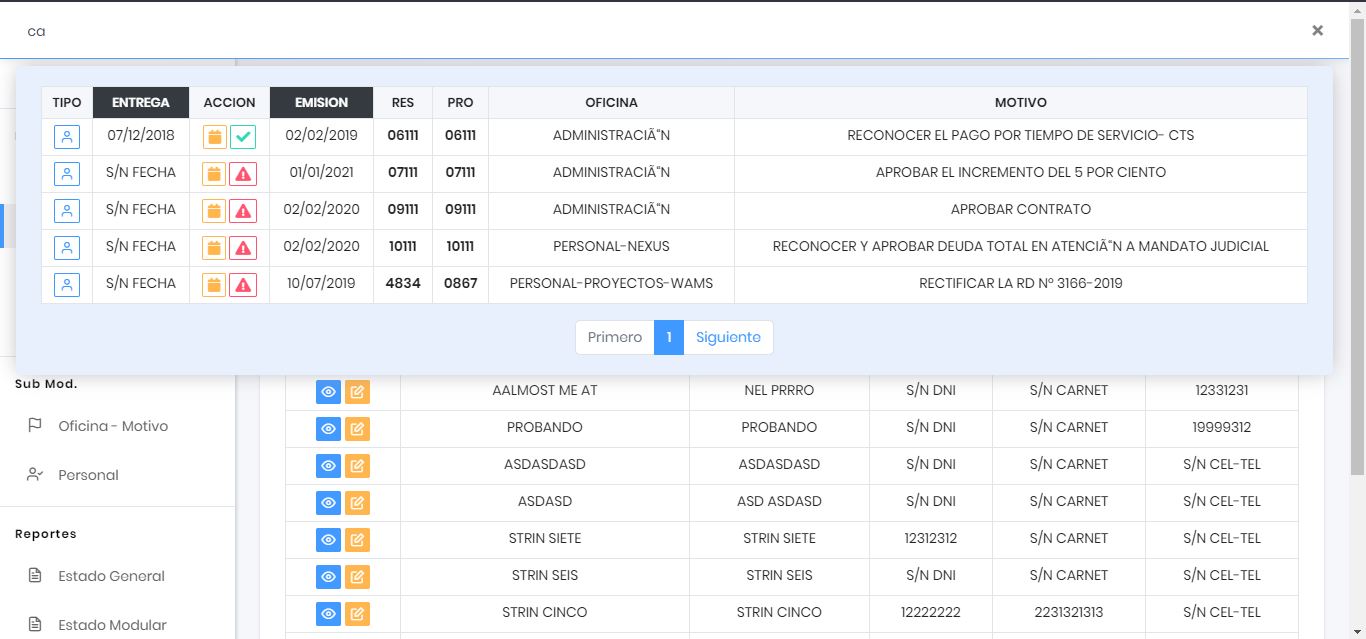 ca
TIPO ENTREGA ACCION EMISION RES PRO OFICINA MOTIVO
07/12/2018 02/02/2019 06111 06111 ADMINISTRACIÃ“N RECONOCER EL PAGO POR TIEMPO DE SERVICIO- CTS
S/N FECHA 01/01/2021 07111 07111 ADMINISTRACIÃ“N APROBAR EL INCREMENTO DEL 5 POR CIENTO
S/N FECHA 02/02/2020 09111 09111 ADMINISTRACIÃ“N APROBAR CONTRATO
S/N FECHA 02/02/2020 10111 10111 PERSONAL-NEXUS RECONOCER Y APROBAR DEUDA TOTAL EN ATENCIÃ“N A MANDATO JUDICIAL
S/N FECHA 10/07/2019 4834 0867 PERSONAL-PROYECTOS-WAMS RECTIFICAR LA RD Nº 3166-2019
Primero 1 Siguiente
Sub Mod.
Oficina - Motivo
Personal
Reportes
Estado General
Estado Modular
AALMOST ME AT NEL PRRRO S/N DNI S/N CARNET 12331231
PROBANDO PROBANDO S/N DNI S/N CARNET 19999312
ASDASDASD ASDASDASD S/N DNI S/N CARNET S/N CEL-TEL
ASDASD ASD ASDASD S/N DNI S/N CARNET S/N CEL-TEL
STRIN SIETE STRIN SIETE 12312312 S/N CARNET S/N CEL-TEL
STRIN SEIS STRIN SEIS S/N DNI S/N CARNET S/N CEL-TEL
STRIN CINCO STRIN CINCO 12222222 2231321313 S/N CEL-TEL